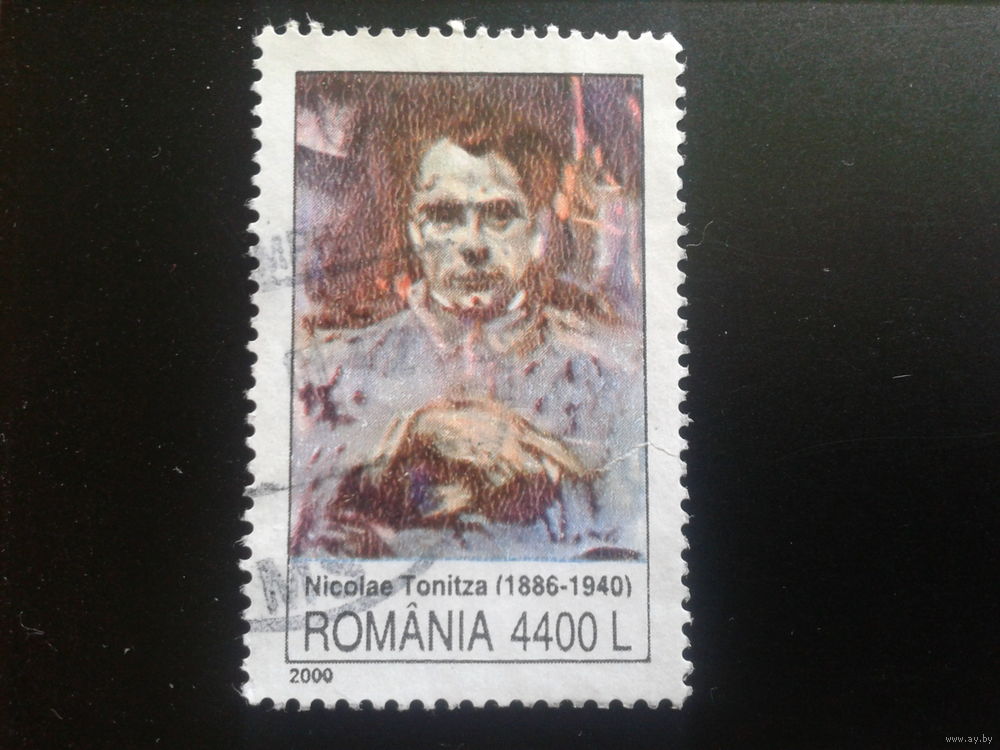 Nicolae Tonitza (1886-1940)
ROMÂNIA 4400 L
2000
www.ay.by